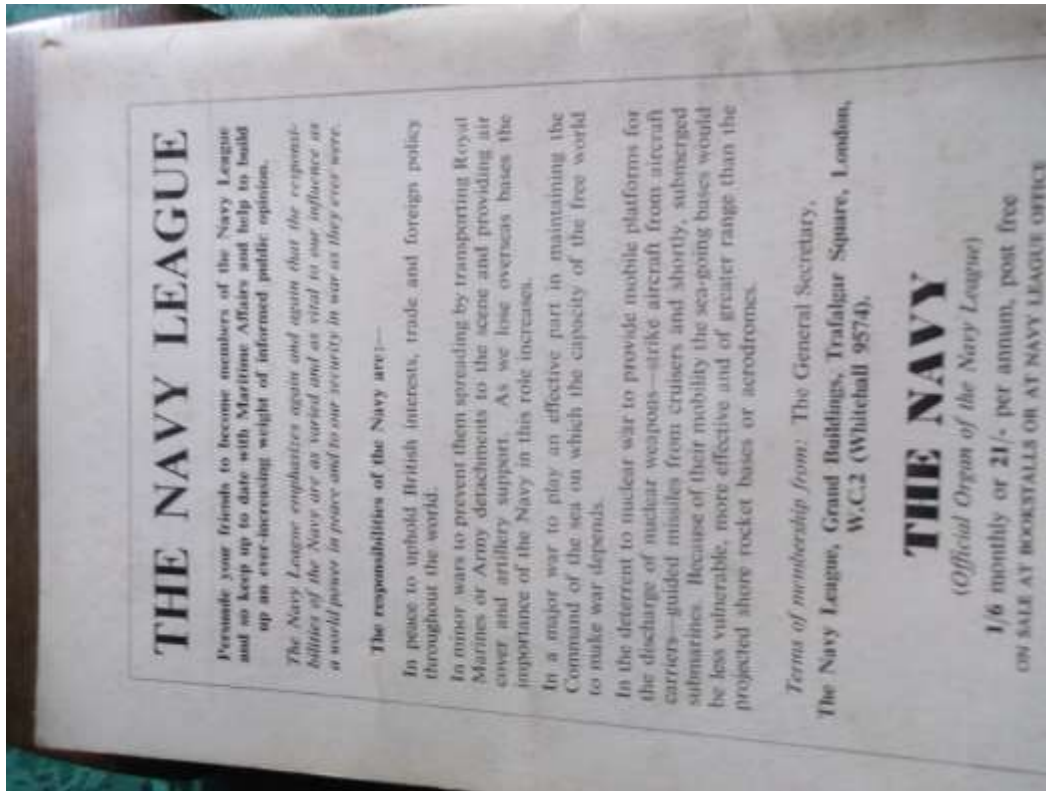 THE NAVY LEAGUE
Persuade your friends to become members of the Navy League
and so keep up to date with Maritime Affairs and help to build
up an ever-increasing weight of informed public opinion.
The Navy League emphasizes again and again that the responsi-
bilities of the Navy are as varied and as vital to our influence as
a world power in peace and to our security in war as they ever were.
The responsibilities of the Navy are:—
In peace to uphold British interests, trade and foreign policy
throughout the world.
In minor wars to prevent them spreading by transporting Royal
Marines or Army detachments to the scene and providing air
cover and artillery support. As we lose overseas bases the
importance of the Navy in this role increases.
In a major war to play an effective part in maintaining the
Command of the sea on which the capacity of the free world
to make war depends.
In the deterrent to nuclear war to provide mobile platforms for
the discharge of nuclear weapons—strike aircraft from aircraft
carriers—guided missiles from cruisers and shortly, submerged
submarines. Because of their mobility the sea-going bases would
be less vulnerable, more effective and of greater range than the
projected shore rocket bases or aerodromes.
Terms of membership from: The General Secretary,
The Navy League, Grand Buildings, Trafalgar Square, London,
W.C.2 (Whitehall 9574).
THE NAVY
(Official Organ of the Navy League)
1/6 monthly or 21/- per annum, post free
ON SALE AT BOOKSTALLS OR AT NAVY LEAGUE OFFICE